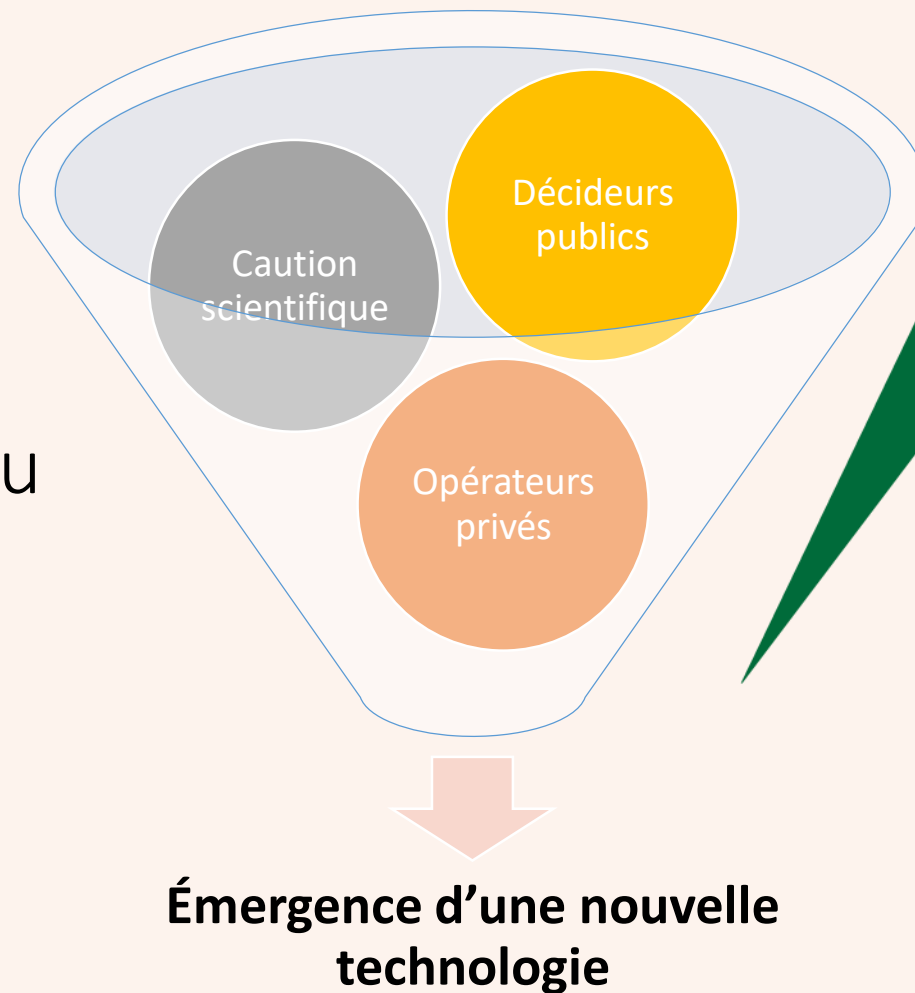 Décideurs
publics
Caution
scientifique
u
Opérateurs
privés
Émergence d’une nouvelle
technologie